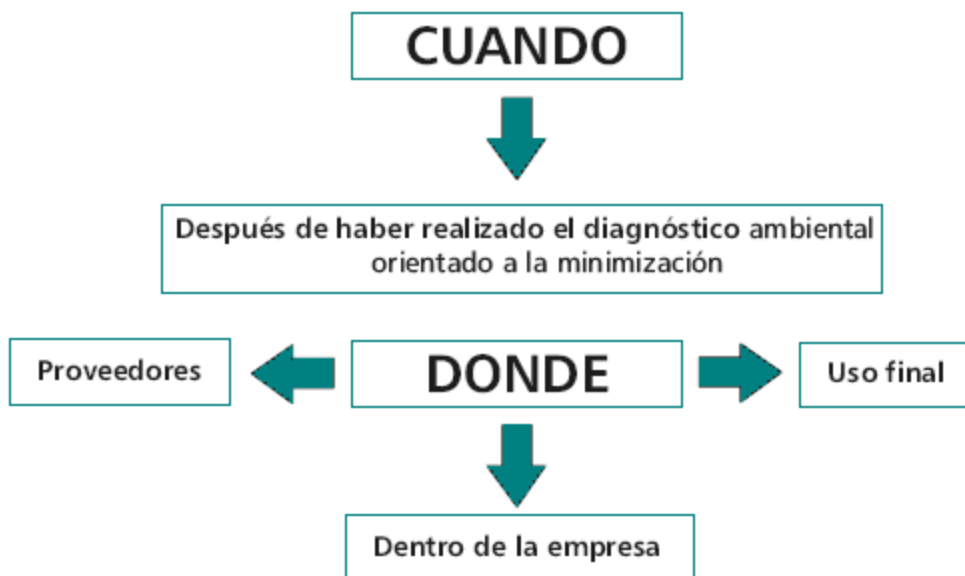 CUANDO
Después de haber realizado el diagnóstico ambiental
orientado a la minimización
Proveedores
DONDE
Uso final
Dentro de la empresa